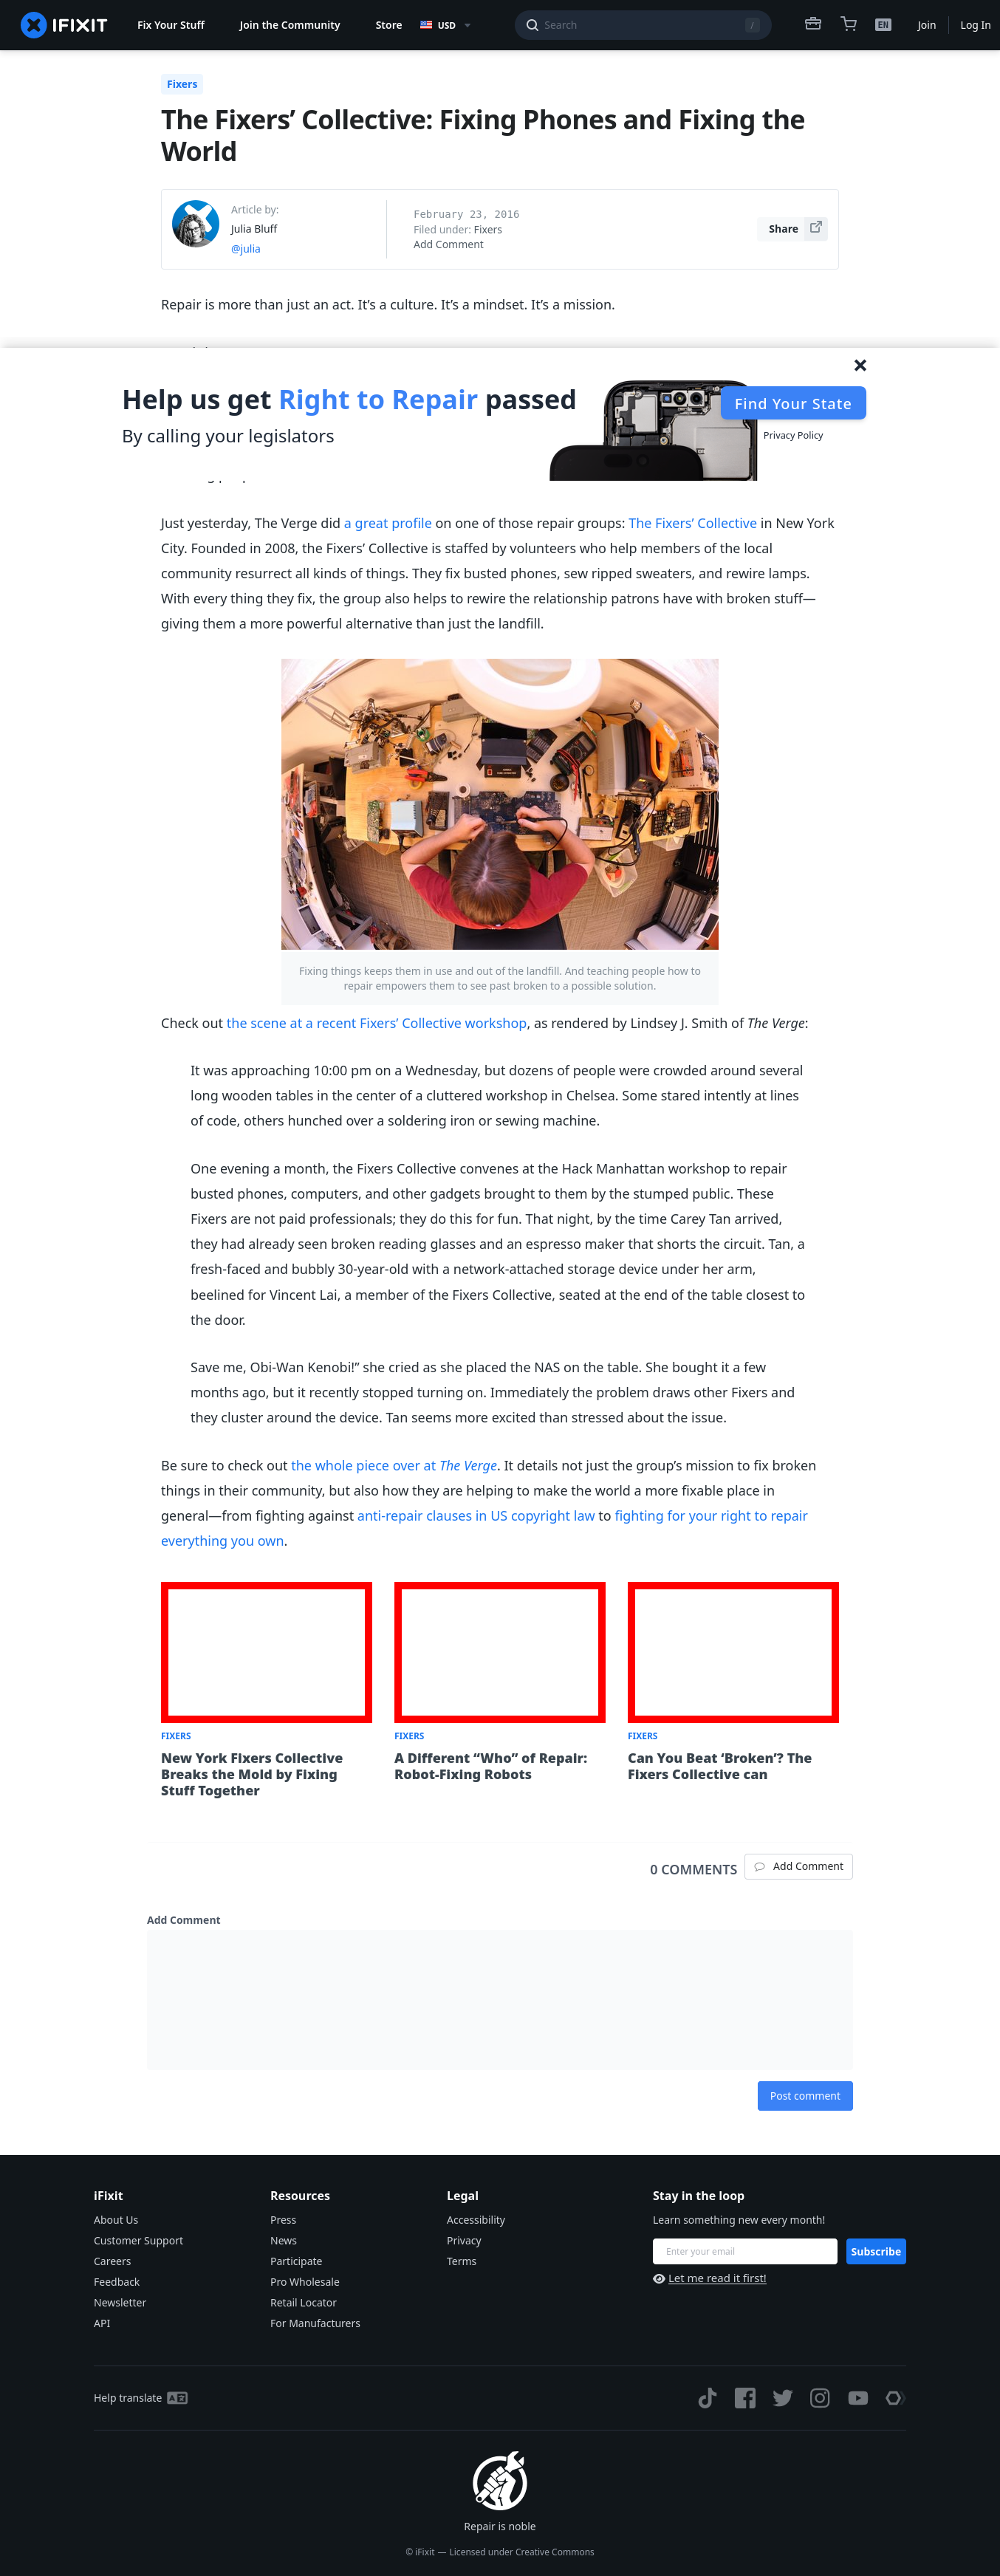 IFIXIT Fix Your Stuff Join the Community Store USD Search / EN Join Log In
Fixers
The Fixers’ Collective: Fixing Phones and Fixing the
World
Article by:
Julia Bluff
@julia
February 23, 2016
Filed under: Fixers
Add Comment
Share
Repair is more than just an act. It’s a culture. It’s a mindset. It’s a mission.
Help us get Right to Repair passed
By calling your legislators
Find Your State
Privacy Policy
Just yesterday, The Verge did a great profile on one of those repair groups: The Fixers’ Collective in New York
City. Founded in 2008, the Fixers’ Collective is staffed by volunteers who help members of the local
community resurrect all kinds of things. They fix busted phones, sew ripped sweaters, and rewire lamps.
With every thing they fix, the group also helps to rewire the relationship patrons have with broken stuff—
giving them a more powerful alternative than just the landfill.
Fixing things keeps them in use and out of the landfill. And teaching people how to
repair empowers them to see past broken to a possible solution.
Check out the scene at a recent Fixers’ Collective workshop, as rendered by Lindsey J. Smith of The Verge:
It was approaching 10:00 pm on a Wednesday, but dozens of people were crowded around several
long wooden tables in the center of a cluttered workshop in Chelsea. Some stared intently at lines
of code, others hunched over a soldering iron or sewing machine.
One evening a month, the Fixers Collective convenes at the Hack Manhattan workshop to repair
busted phones, computers, and other gadgets brought to them by the stumped public. These
Fixers are not paid professionals; they do this for fun. That night, by the time Carey Tan arrived,
they had already seen broken reading glasses and an espresso maker that shorts the circuit. Tan, a
fresh-faced and bubbly 30-year-old with a network-attached storage device under her arm,
beelined for Vincent Lai, a member of the Fixers Collective, seated at the end of the table closest to
the door.
Save me, Obi-Wan Kenobi!” she cried as she placed the NAS on the table. She bought it a few
months ago, but it recently stopped turning on. Immediately the problem draws other Fixers and
they cluster around the device. Tan seems more excited than stressed about the issue.
Be sure to check out the whole piece over at The Verge. It details not just the group’s mission to fix broken
things in their community, but also how they are helping to make the world a more fixable place in
general—from fighting against anti-repair clauses in US copyright law to fighting for your right to repair
everything you own.
FIXERS
New York Fixers Collective
Breaks the Mold by Fixing
Stuff Together
FIXERS
A Different “Who” of Repair:
Robot-Fixing Robots
FIXERS
Can You Beat ‘Broken’? The
Fixers Collective can
0 COMMENTS
Add Comment
Add Comment
Post comment
iFixit
About Us
Customer Support
Careers
Feedback
Newsletter
API
Resources
Press
News
Participate
Pro Wholesale
Retail Locator
For Manufacturers
Legal
Accessibility
Privacy
Terms
Stay in the loop
Learn something new every month!
Enter your email
Subscribe
Let me read it first!
Help translate
Repair is noble
© iFixit — Licensed under Creative Commons